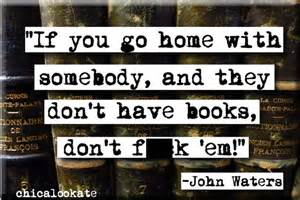 "If you go home with
somebody, and they
don't have books,
don't f  k 'em!"
-John Waters
chicalookate